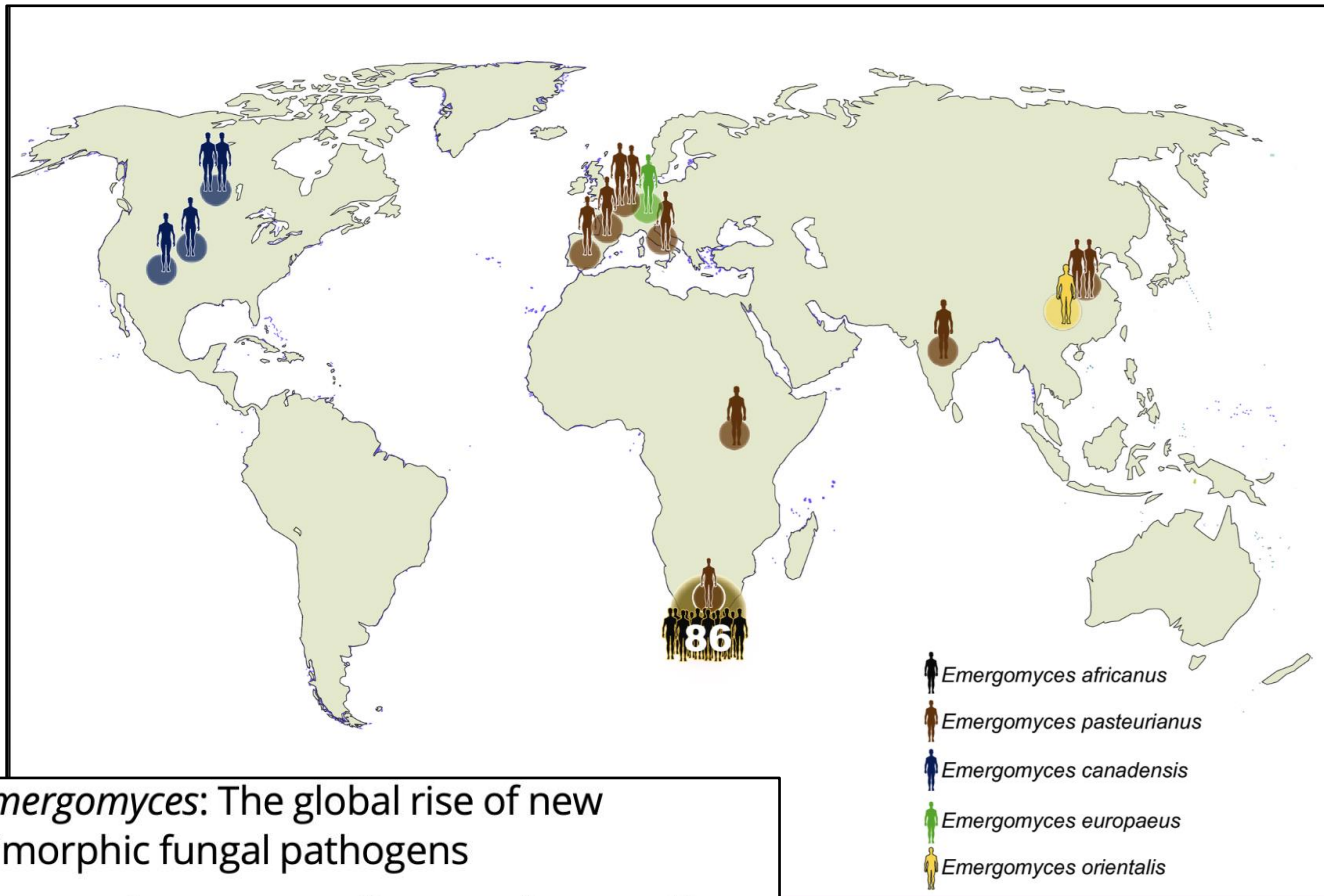 86
Emergomyces africanus
Emergomyces pasteurianus
Emergomyces canadensis
Emergomyces europaeus
Emergomyces orientalis
mergomyces: The global rise of new
morphic fungal pathogens